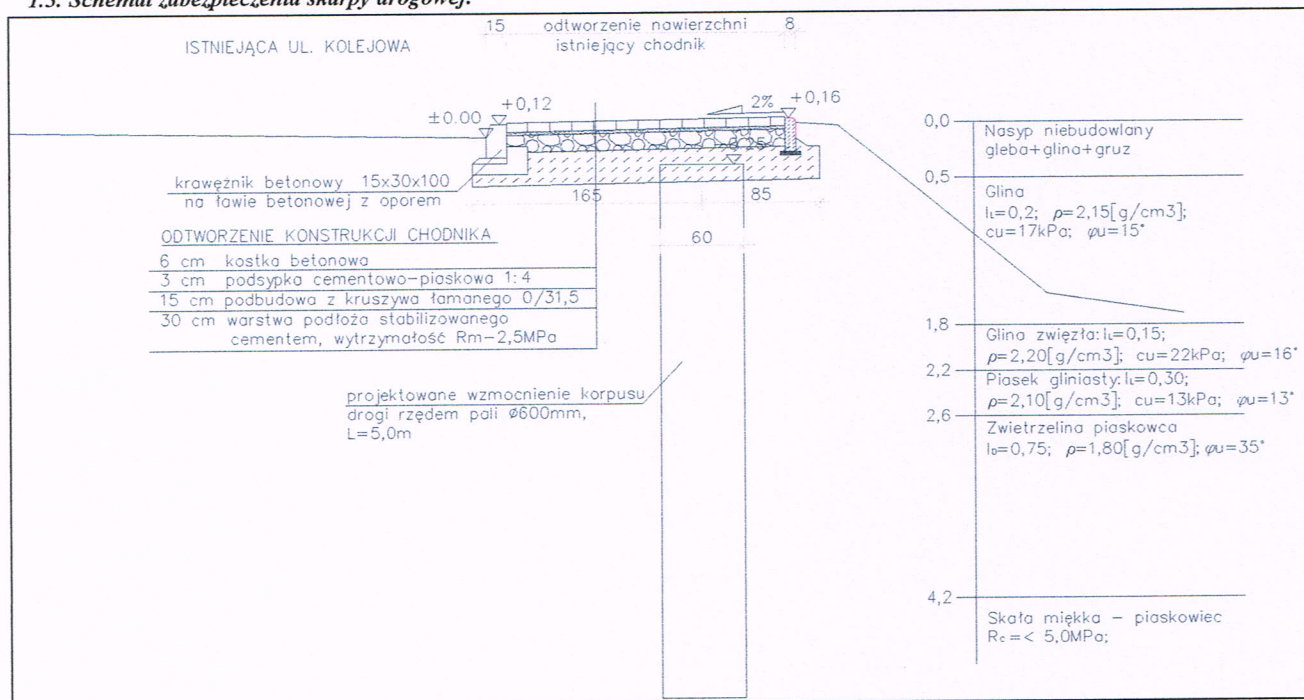 1.3. Schemat zabezpieczenia skarpy drogowej.
15 odtworzenie nawierzchni 8
istniejący chodnik
ISTNIEJĄCA UL. KOLEJOWA
±0.00
+0,12
2%
+0,16
krawężnik betonowy 15x30x100
na ławie betonowej z oporem
165
85
60
ODTWORZENIE KONSTRUKCJI CHODNIKA
6 cm kostka betonowa
3 cm podsypka cementowo-piaskowa 1:4
15 cm podbudowa z kruszywa łamanego 0/31,5
30 cm warstwa podłoża stabilizowanego
cementem, wytrzymałość Rm-2,5MPa
projektowane wzmocnienie korpusu
drogi rzędem pali ø600mm,
L=5,0m
0,0
Nasyp niebudowlany
gleba+glina+gruz
0,5
Glina
IL=0,2; ρ=2,15[g/cm3];
cu=17kPa; φu=15°
1,8
Glina zwięzła: IL=0,15;
ρ=2,20[g/cm3]; cu=22kPa; φu=16°
2,2
Piasek gliniasty: IL=0,30;
ρ=2,10[g/cm3]; cu=13kPa; φu=13°
2,6
Zwietrzelina piaskowca
ID=0,75; ρ=1,80[g/cm3]; φu=35°
4,2
Skała miękka - piaskowiec
Rc=< 5,0MPa;